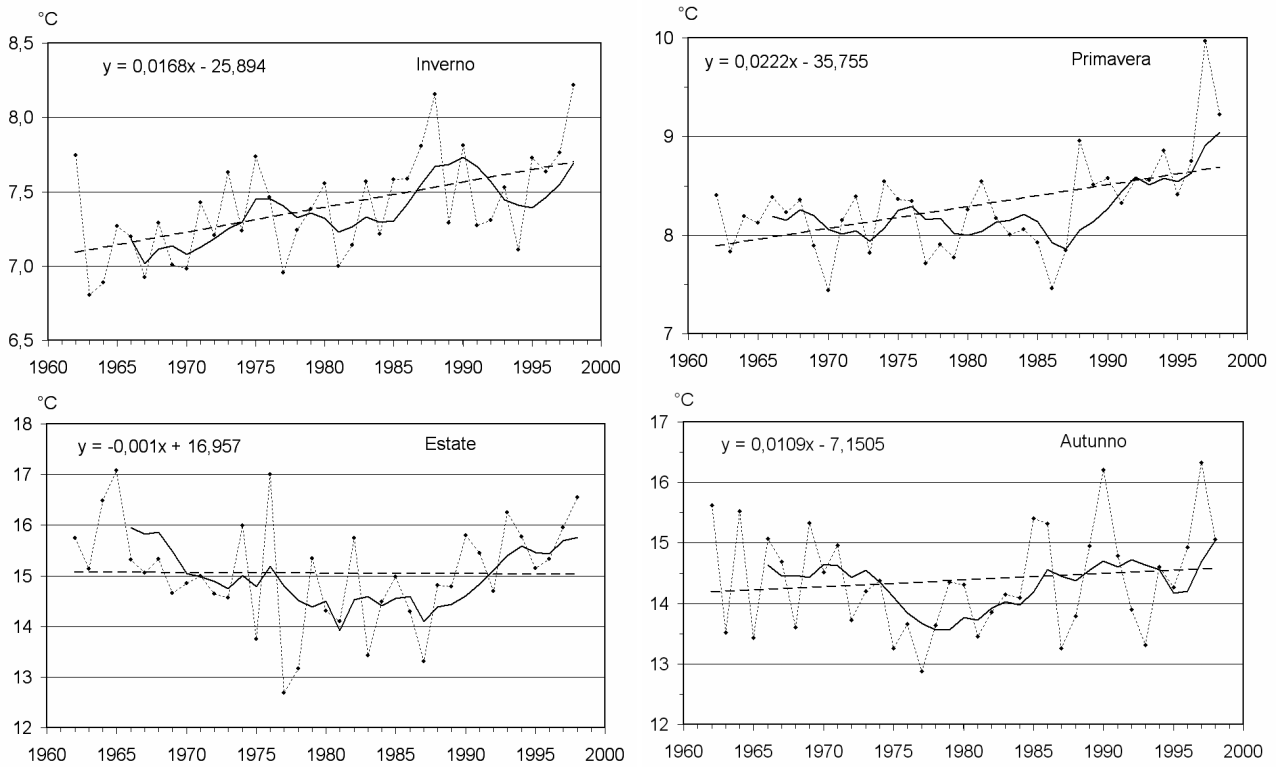 °C
8,5
8,0
7,5
7,0
6,5
y = 0,0168x - 25,894
Inverno
1960 1965 1970 1975 1980 1985 1990 1995 2000
°C
10
9
8
7
y = 0,0222x - 35,755
Primavera
1960 1965 1970 1975 1980 1985 1990 1995 2000
°C
18
17
16
15
14
13
12
y = -0,001x + 16,957
Estate
1960 1965 1970 1975 1980 1985 1990 1995 2000
°C
17
16
15
14
13
12
y = 0,0109x - 7,1505
Autunno
1960 1965 1970 1975 1980 1985 1990 1995 2000